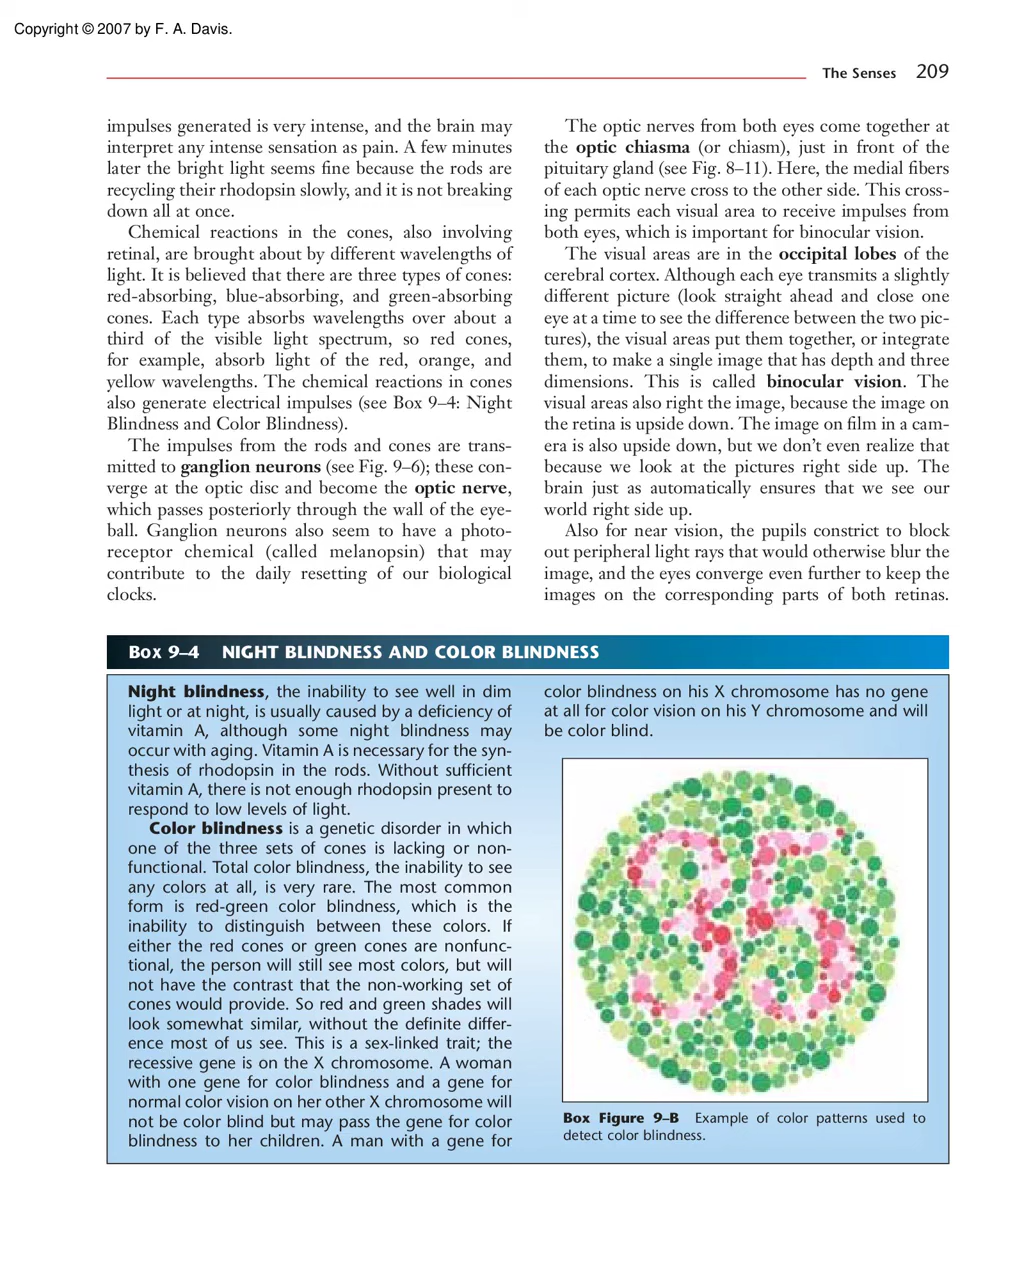 Copyright © 2007 by F. A. Davis.
The Senses 209
impulses generated is very intense, and the brain may
interpret any intense sensation as pain. A few minutes
later the bright light seems fine because the rods are
recycling their rhodopsin slowly, and it is not breaking
down all at once.
Chemical reactions in the cones, also involving
retinal, are brought about by different wavelengths of
light. It is believed that there are three types of cones:
red-absorbing, blue-absorbing, and green-absorbing
cones. Each type absorbs wavelengths over about a
third of the visible light spectrum, so red cones,
for example, absorb light of the red, orange, and
yellow wavelengths. The chemical reactions in cones
also generate electrical impulses (see Box 9–4: Night
Blindness and Color Blindness).
The impulses from the rods and cones are trans-
mitted to ganglion neurons (see Fig. 9–6); these con-
verge at the optic disc and become the optic nerve,
which passes posteriorly through the wall of the eye-
ball. Ganglion neurons also seem to have a photo-
receptor chemical (called melanopsin) that may
contribute to the daily resetting of our biological
clocks.
The optic nerves from both eyes come together at
the optic chiasma (or chiasm), just in front of the
pituitary gland (see Fig. 8–11). Here, the medial fibers
of each optic nerve cross to the other side. This cross-
ing permits each visual area to receive impulses from
both eyes, which is important for binocular vision.
The visual areas are in the occipital lobes of the
cerebral cortex. Although each eye transmits a slightly
different picture (look straight ahead and close one
eye at a time to see the difference between the two pic-
tures), the visual areas put them together, or integrate
them, to make a single image that has depth and three
dimensions. This is called binocular vision. The
visual areas also right the image, because the image on
the retina is upside down. The image on film in a cam-
era is also upside down, but we don’t even realize that
because we look at the pictures right side up. The
brain just as automatically ensures that we see our
world right side up.
Also for near vision, the pupils constrict to block
out peripheral light rays that would otherwise blur the
image, and the eyes converge even further to keep the
images on the corresponding parts of both retinas.
Box 9–4 NIGHT BLINDNESS AND COLOR BLINDNESS
Night blindness, the inability to see well in dim
light or at night, is usually caused by a deficiency of
vitamin A, although some night blindness may
occur with aging. Vitamin A is necessary for the syn-
thesis of rhodopsin in the rods. Without sufficient
vitamin A, there is not enough rhodopsin present to
respond to low levels of light.
Color blindness is a genetic disorder in which
one of the three sets of cones is lacking or non-
functional. Total color blindness, the inability to see
any colors at all, is very rare. The most common
form is red-green color blindness, which is the
inability to distinguish between these colors. If
either the red cones or green cones are nonfunc-
tional, the person will still see most colors, but will
not have the contrast that the non-working set of
cones would provide. So red and green shades will
look somewhat similar, without the definite differ-
ence most of us see. This is a sex-linked trait; the
recessive gene is on the X chromosome. A woman
with one gene for color blindness and a gene for
normal color vision on her other X chromosome will
not be color blind but may pass the gene for color
blindness to her children. A man with a gene for
color blindness on his X chromosome has no gene
at all for color vision on his Y chromosome and will
be color blind.
35
Box Figure 9–B Example of color patterns used to
detect color blindness.